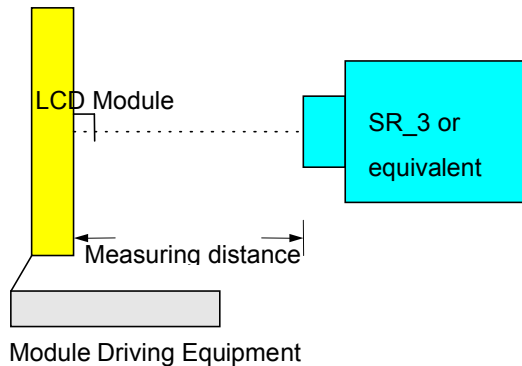 LCD Module
SR_3 or
equivalent
Measuring distance
Module Driving Equipment